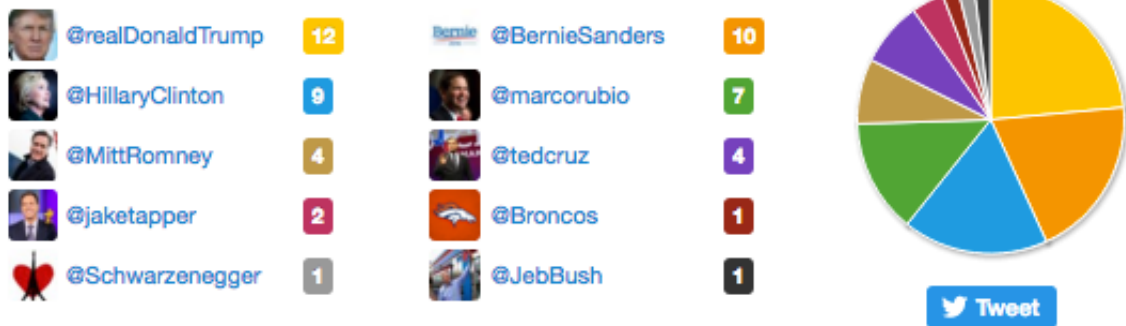 @realDonaldTrump 12 Bernie @BernieSanders 10
@HillaryClinton 9 @marcorubio 7
@MittRomney 4 @tedcruz 4
@jaketapper 2 @Broncos 1
@Schwarzenegger 1 @JebBush 1
Tweet